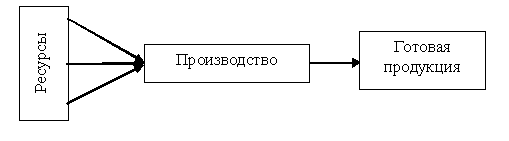 Ресурсы
Производство
Готовая
продукция